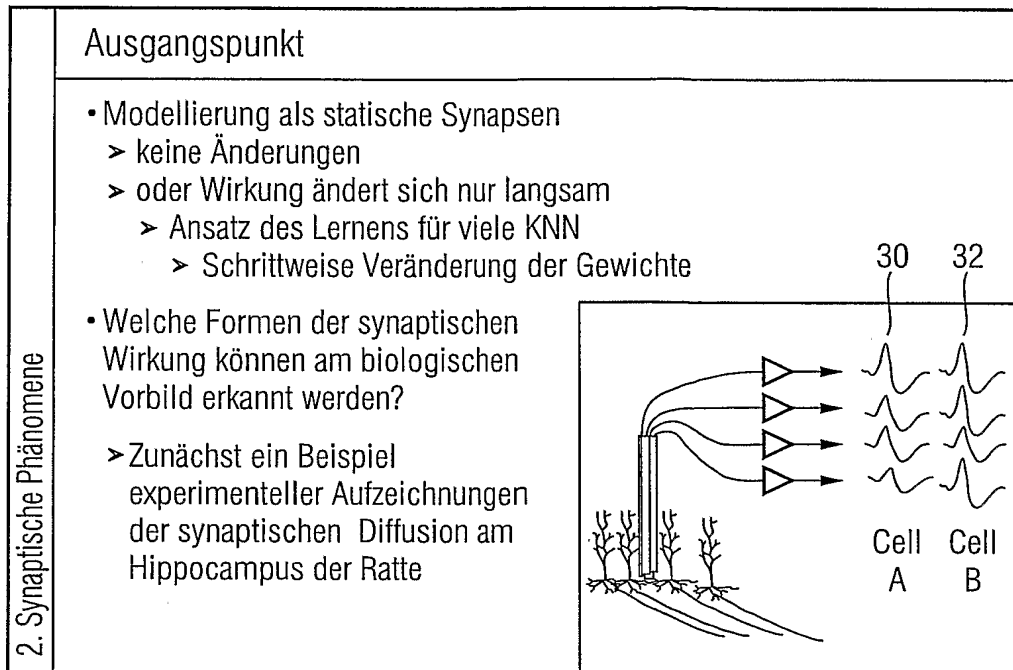 2. Synaptische Phänomene
Ausgangspunkt
• Modellierung als statische Synapsen
➤ keine Änderungen
➤ oder Wirkung ändert sich nur langsam
➤ Ansatz des Lernens für viele KNN
➤ Schrittweise Veränderung der Gewichte
• Welche Formen der synaptischen
Wirkung können am biologischen
Vorbild erkannt werden?
➤ Zunächst ein Beispiel
experimenteller Aufzeichnungen
der synaptischen Diffusion am
Hippocampus der Ratte
30 32
Cell Cell
A B